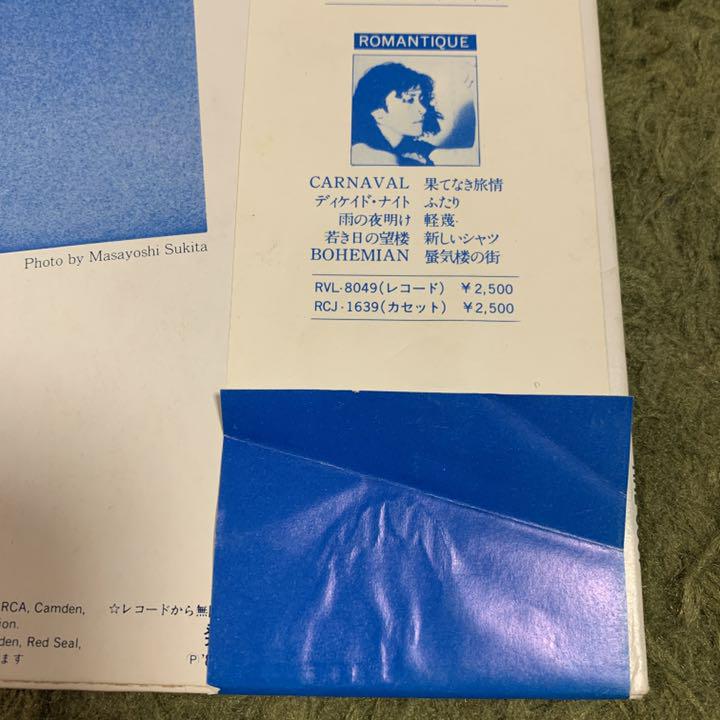 ROMANTIQUE
CARNAVAL 果てなき旅情
ディケイド・ナイト ふたり
雨の夜明け 軽蔑
若き日の望楼 新しいシャツ
BOHEMIAN 蜃気楼の街
RVL-8049(レコード) ¥2,500
RCJ-1639(カセット) ¥2,500
Photo by Masayoshi Sukita
RCA, Camden,
ion.
den, Red Seal,
ます
☆レコードから無
P '8